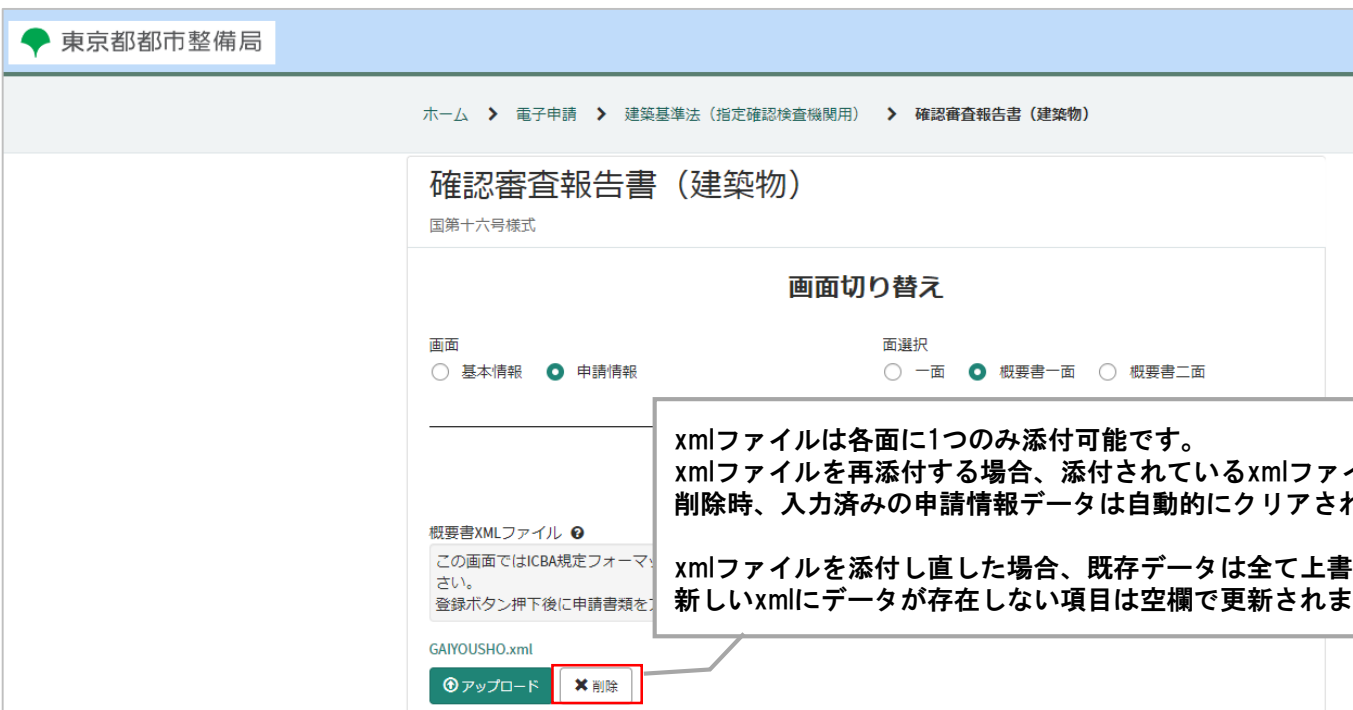 東京都都市整備局
ホーム > 電子申請 > 建築基準法（指定確認検査機関用） > 確認審査報告書（建築物）
確認審査報告書（建築物）
国第十六号様式
画面切り替え
画面
面選択
基本情報 申請情報
一面 概要書一面 概要書二面
xmlファイルは各面に1つのみ添付可能です。
xmlファイルを再添付する場合、添付されているxmlファイ
削除時、入力済みの申請情報データは自動的にクリアされ
xmlファイルを添付し直した場合、既存データは全て上書
新しいxmlにデータが存在しない項目は空欄で更新されま
概要書XMLファイル
この画面ではICBA規定フォーマッ
さい。
登録ボタン押下後に申請書類を
GAIYOUSHO.xml
アップロード 削除